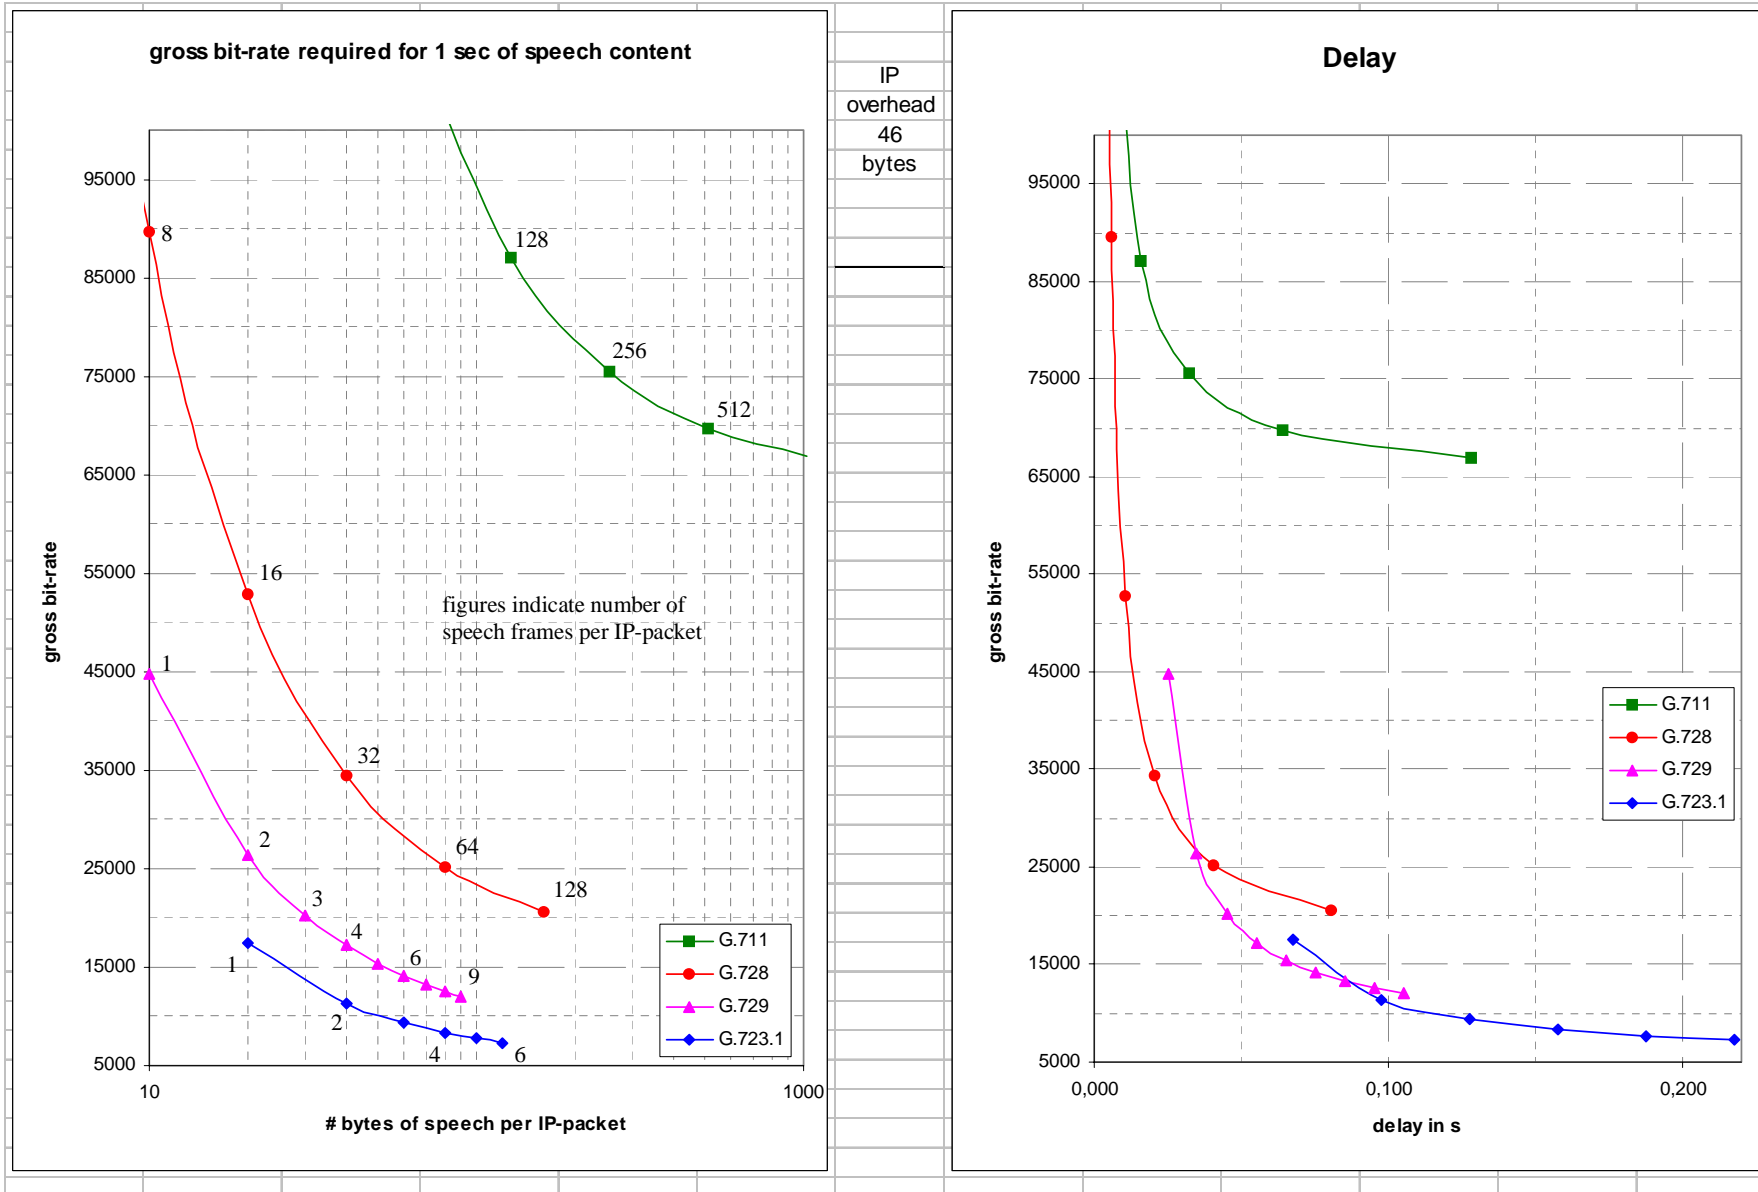 gross bit-rate required for 1 sec of speech content
95000
85000
75000
65000
55000
45000
35000
25000
15000
5000
gross bit-rate
10
1000
# bytes of speech per IP-packet
8
16
32
64
128
128
256
512
1
2
3
4
6
9
1
2
4
6
figures indicate number of
speech frames per IP-packet
G.711
G.728
G.729
G.723.1
IP
overhead
46
bytes
Delay
95000
85000
75000
65000
55000
45000
35000
25000
15000
5000
gross bit-rate
0,000
0,100
0,200
delay in s
G.711
G.728
G.729
G.723.1